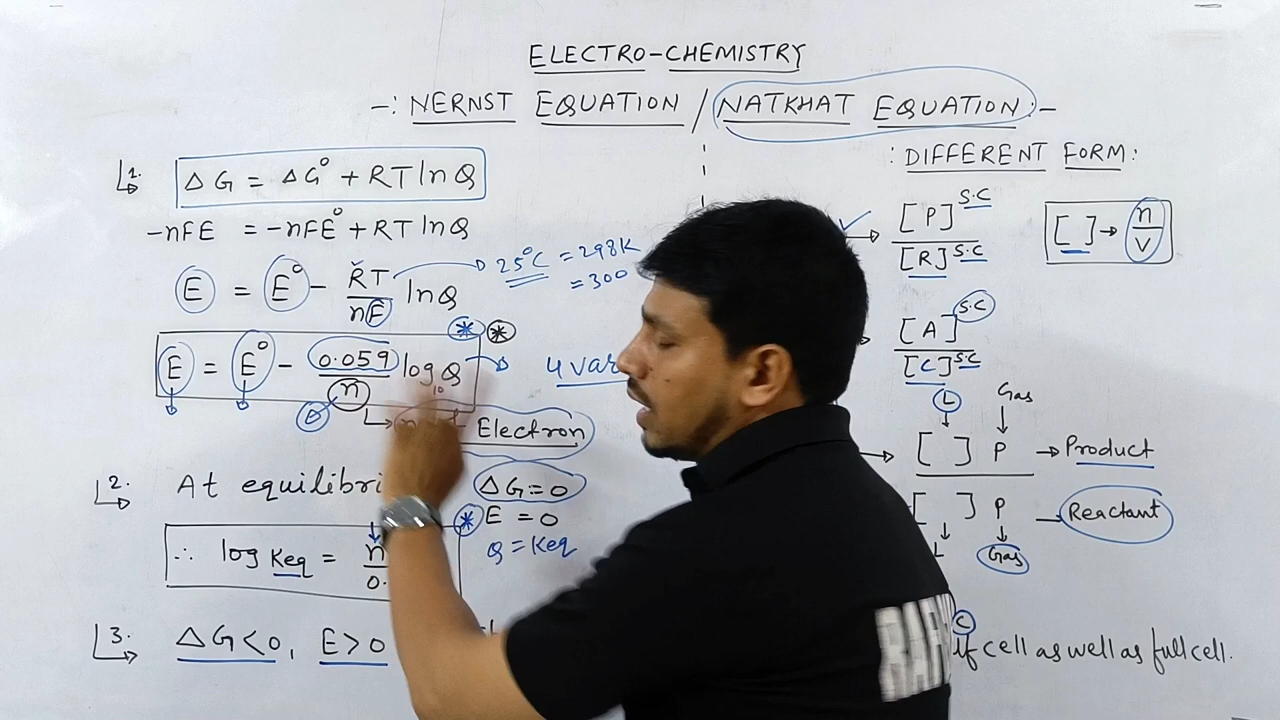 ELECTRO-CHEMISTRY
-: NERNST EQUATION / NATKHAT EQUATION :-
1. ΔG = ΔG° + RT ln Q
-nFE = -nFE° + RT ln Q
E = E° - RT/nF ln Q
25°C = 298K
= 300
E = E° - 0.059/n log₁₀ Q
4 var
Electron
2. At equilibri
ΔG = 0
E = 0
Q = Keq
∴ log Keq = n/0.
3. ΔG < 0, E > 0
: DIFFERENT FORM :
[P]^S.C / [R]^S.C
[ ] → n/V
[A]^S.C / [C]^S.C
L Gas
[ ] P → Product
[ ] P → Reactant
L Gas
C
if cell as well as full cell.